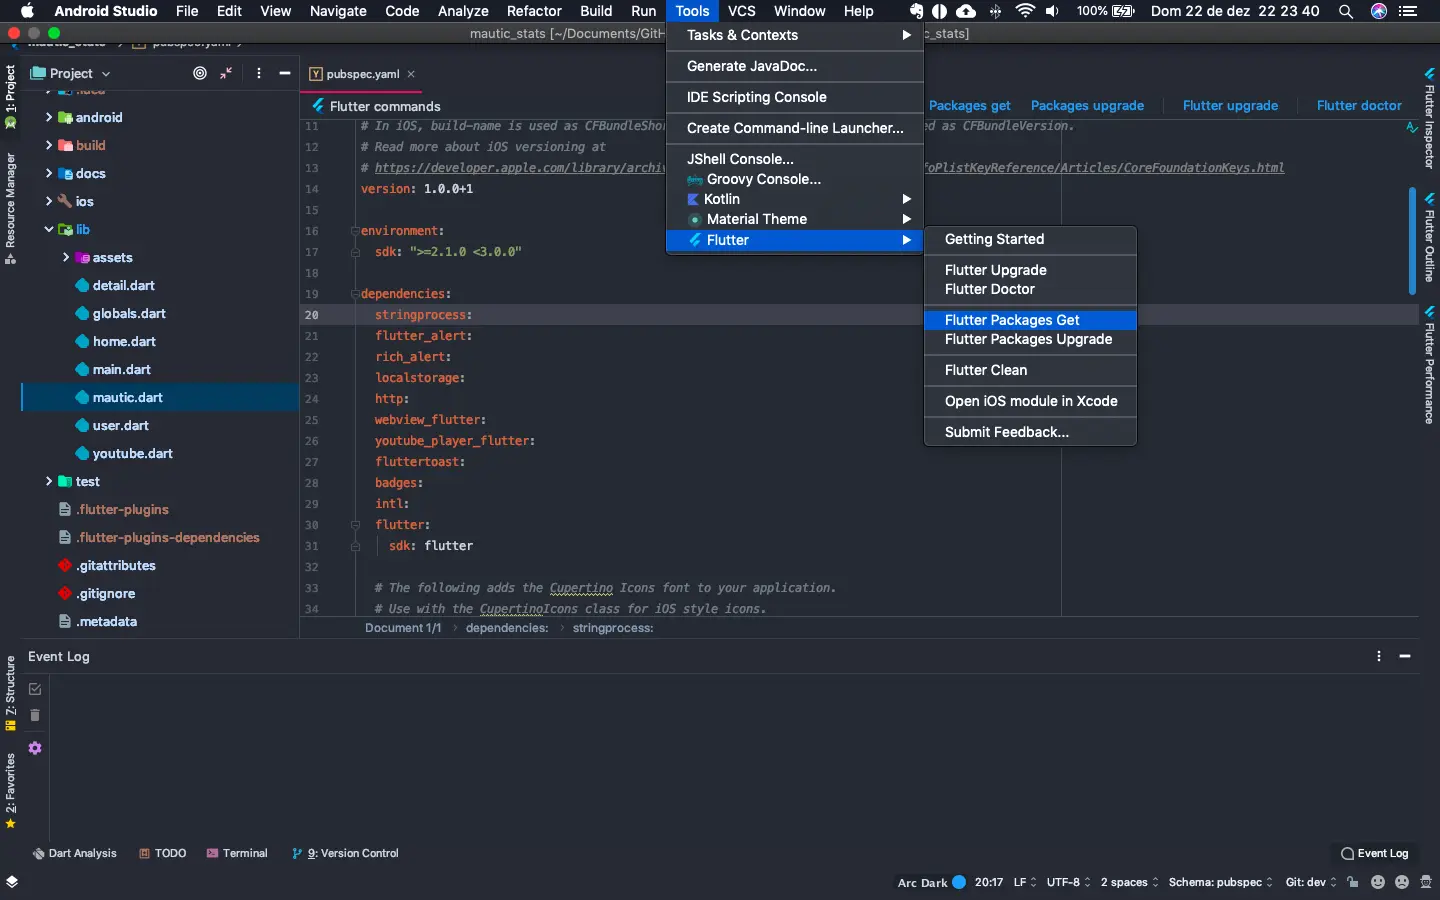 Android Studio File Edit View Navigate Code Analyze Refactor Build Run Tools VCS Window Help 100% Dom 22 de dez 22 23 40
mautic_stats [~/Documents/GitH
c_stats]
mautic_stats pubspec.yaml
1: Project
Resource Manager
Z: Structure
2: Favorites
Project
.idea
android
build
docs
ios
lib
assets
detail.dart
globals.dart
home.dart
main.dart
mautic.dart
user.dart
youtube.dart
test
.flutter-plugins
.flutter-plugins-dependencies
.gitattributes
.gitignore
.metadata
pubspec.yaml
Flutter commands
Packages get Packages upgrade Flutter upgrade Flutter doctor
11 # In iOS, build-name is used as CFBundleShor ed as CFBundleVersion.
12 # Read more about iOS versioning at
13 # https://developer.apple.com/library/archiv foPlistKeyReference/Articles/CoreFoundationKeys.html
14 version: 1.0.0+1
15
16 environment:
17 sdk: ">=2.1.0 <3.0.0"
18
19 dependencies:
20 stringprocess:
21 flutter_alert:
22 rich_alert:
23 localstorage:
24 http:
25 webview_flutter:
26 youtube_player_flutter:
27 fluttertoast:
28 badges:
29 intl:
30 flutter:
31 sdk: flutter
32
33 # The following adds the Cupertino Icons font to your application.
34 # Use with the CupertinoIcons class for iOS style icons.
Document 1/1 dependencies: stringprocess:
Tasks & Contexts
Generate JavaDoc...
IDE Scripting Console
Create Command-line Launcher...
JShell Console...
Groovy Console...
Kotlin
Material Theme
Flutter
Getting Started
Flutter Upgrade
Flutter Doctor
Flutter Packages Get
Flutter Packages Upgrade
Flutter Clean
Open iOS module in Xcode
Submit Feedback...
Flutter Inspector
Flutter Outline
Flutter Performance
Event Log
Dart Analysis TODO Terminal 9: Version Control Event Log
Arc Dark 20:17 LF UTF-8 2 spaces Schema: pubspec Git: dev